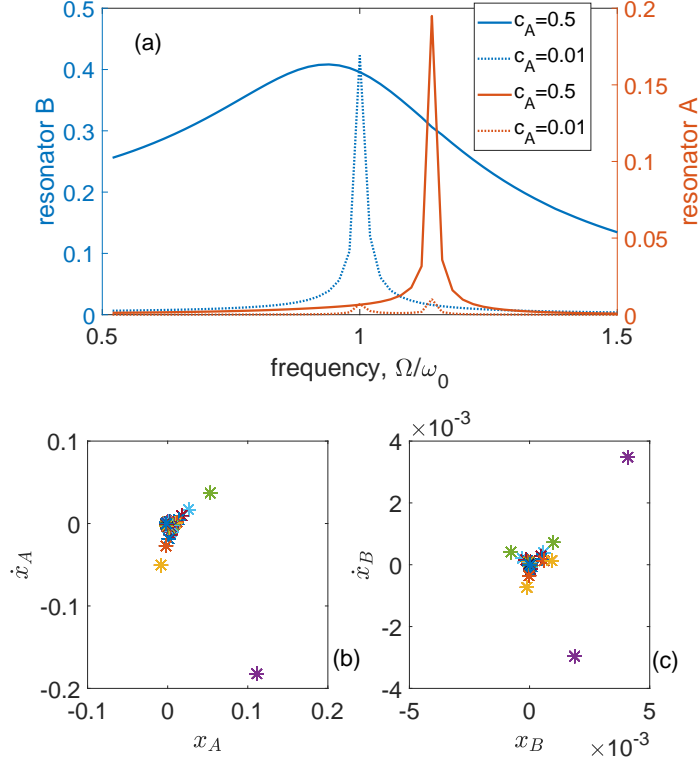 (a)
0.5
0.4
0.3
0.2
0.1
0
resonator B
0.2
0.15
0.1
0.05
0
resonator A
c_A=0.5
c_A=0.01
c_A=0.5
c_A=0.01
0.5
1
1.5
frequency, Ω/ω₀
0.1
0
-0.1
-0.2
ẋ_A
-0.1
0
0.1
0.2
x_A
(b)
×10⁻³
4
2
0
-2
-4
ẋ_B
-5
0
5
×10⁻³
x_B
(c)